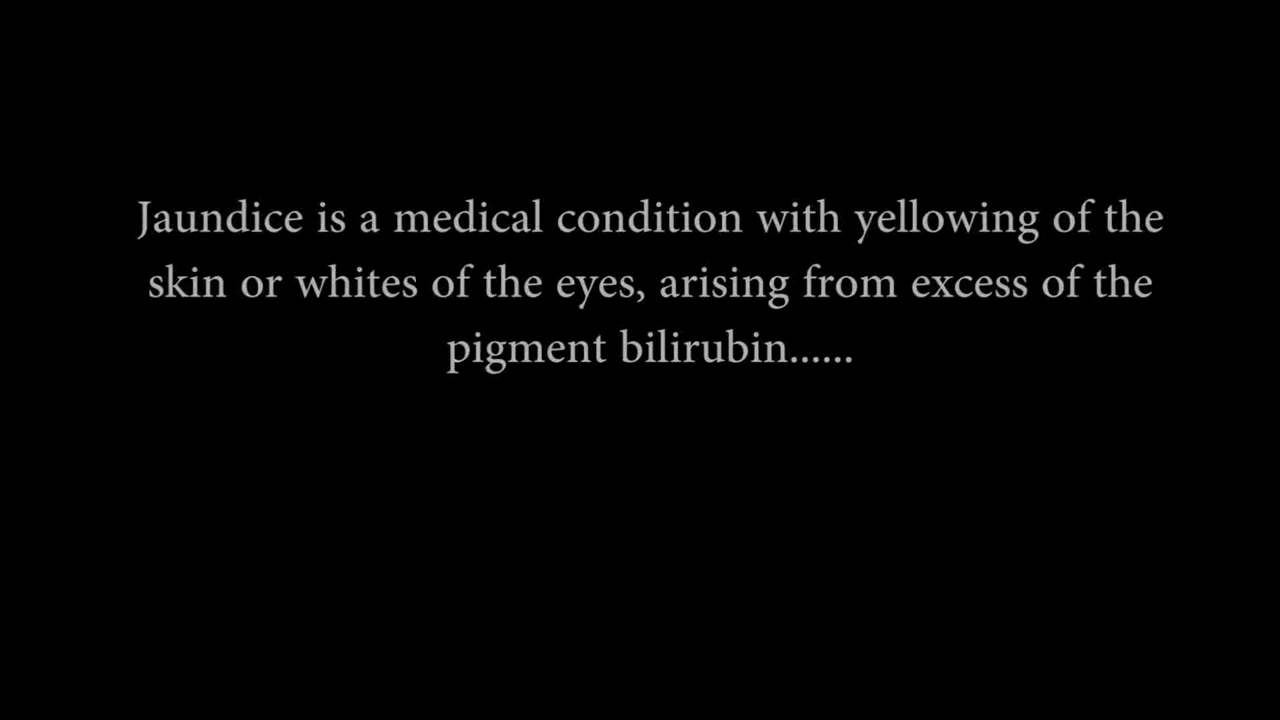 Jaundice is a medical condition with yellowing of the
skin or whites of the eyes, arising from excess of the
pigment bilirubin......